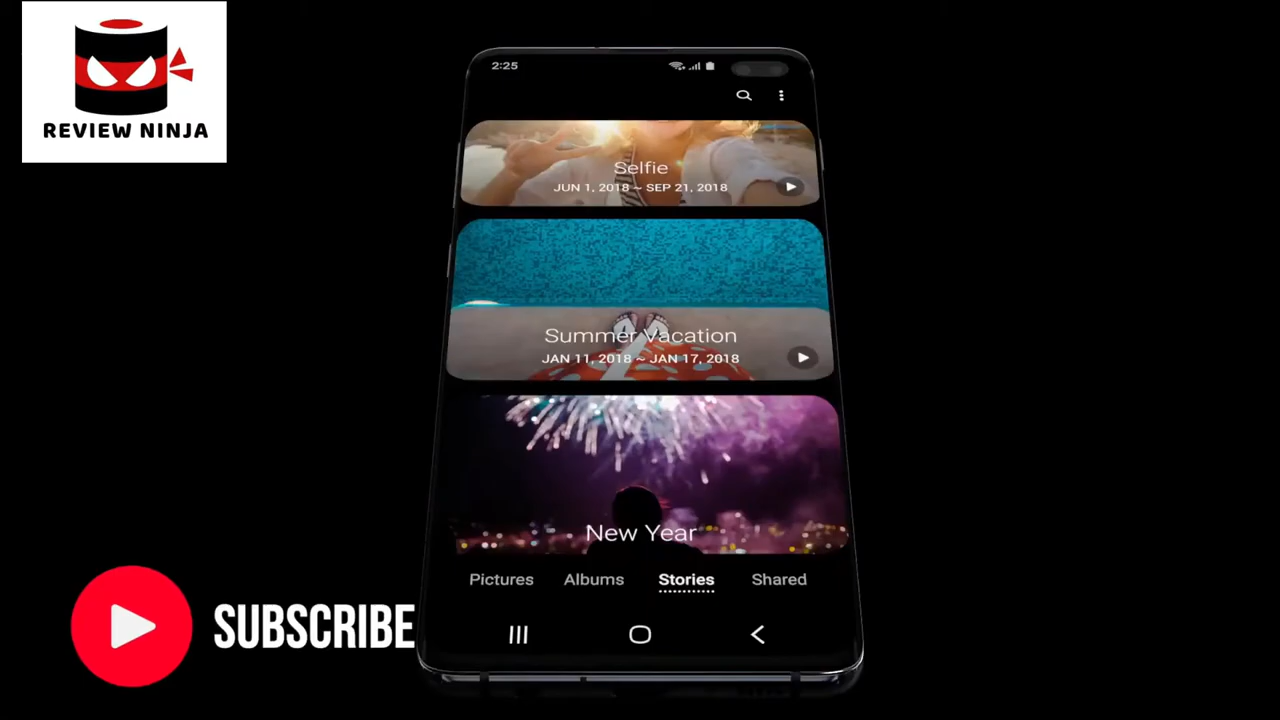 REVIEW NINJA
2:25
Selfie
JUN 1, 2018 ~ SEP 21, 2018
Summer Vacation
JAN 11, 2018 ~ JAN 17, 2018
New Year
Pictures Albums Stories Shared
SUBSCRIBE